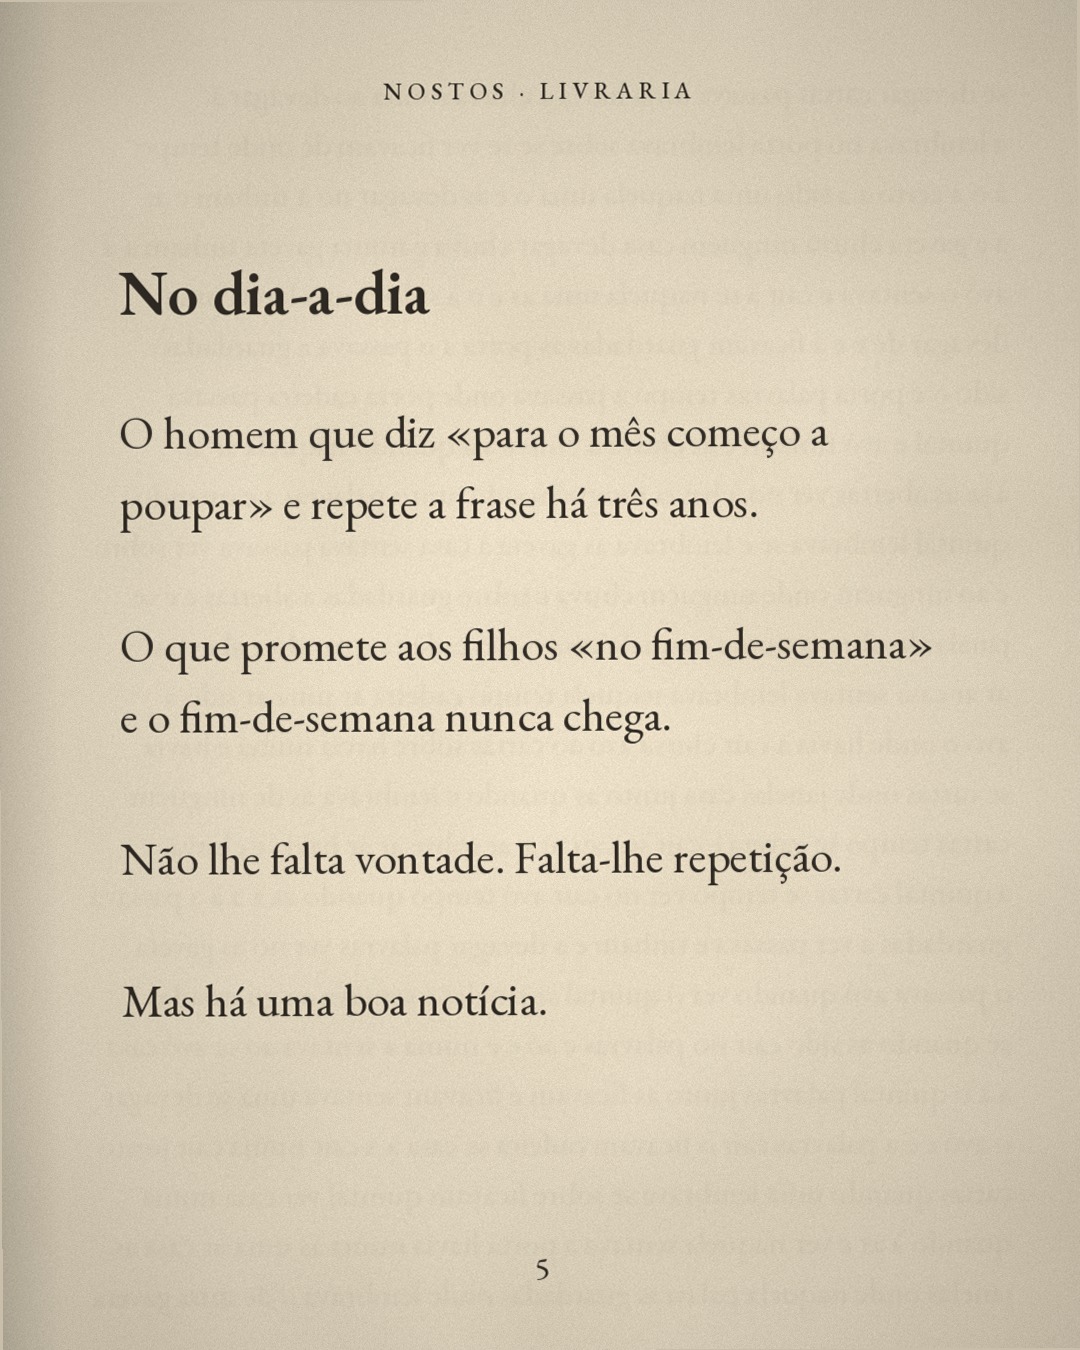 NOSTOS · LIVRARIA
No dia-a-dia
O homem que diz «para o mês começo a
poupar» e repete a frase há três anos.
O que promete aos filhos «no fim-de-semana»
e o fim-de-semana nunca chega.
Não lhe falta vontade. Falta-lhe repetição.
Mas há uma boa notícia.
5